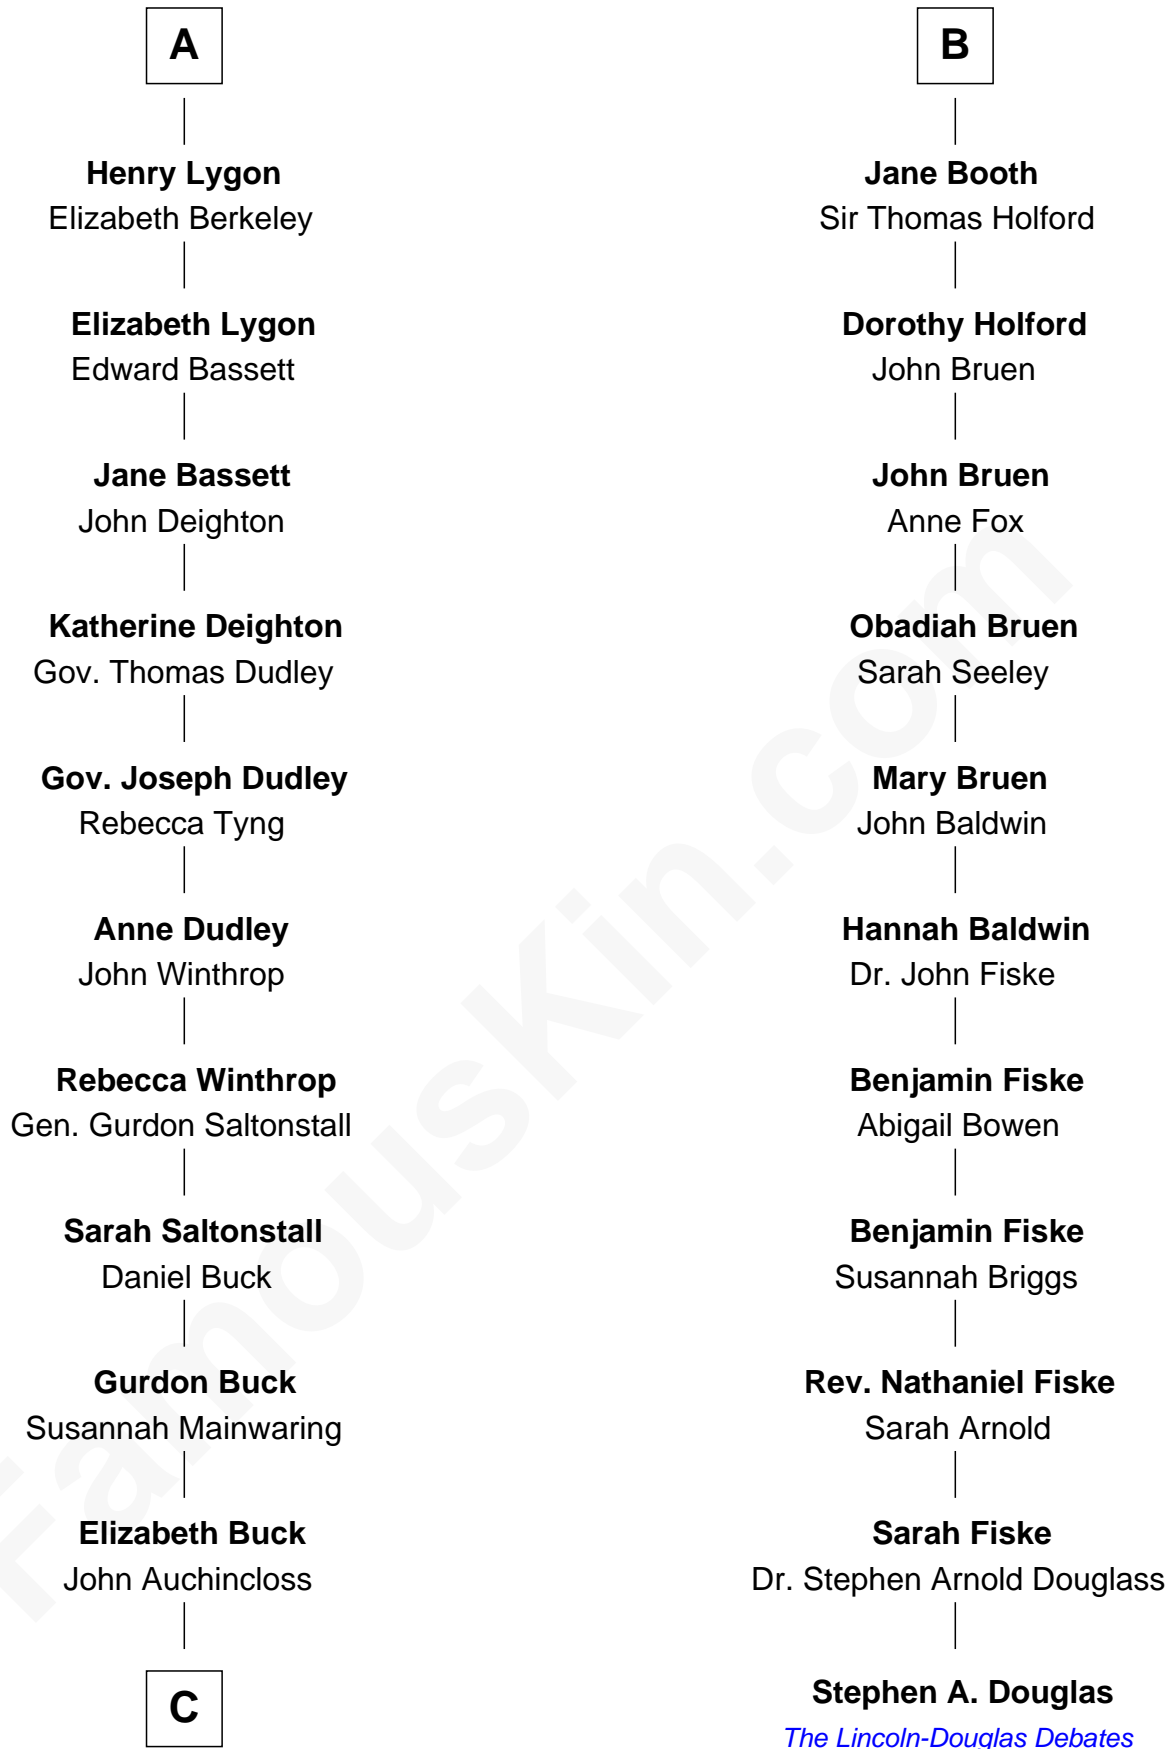 A
Henry Lygon
Elizabeth Berkeley
Elizabeth Lygon
Edward Bassett
Jane Bassett
John Deighton
Katherine Deighton
Gov. Thomas Dudley
Gov. Joseph Dudley
Rebecca Tyng
Anne Dudley
John Winthrop
Rebecca Winthrop
Gen. Gurdon Saltonstall
Sarah Saltonstall
Daniel Buck
Gurdon Buck
Susannah Mainwaring
Elizabeth Buck
John Auchincloss
C
B
Jane Booth
Sir Thomas Holford
Dorothy Holford
John Bruen
John Bruen
Anne Fox
Obadiah Bruen
Sarah Seeley
Mary Bruen
John Baldwin
Hannah Baldwin
Dr. John Fiske
Benjamin Fiske
Abigail Bowen
Benjamin Fiske
Susannah Briggs
Rev. Nathaniel Fiske
Sarah Arnold
Sarah Fiske
Dr. Stephen Arnold Douglass
Stephen A. Douglas
The Lincoln-Douglas Debates
FamousKin.com